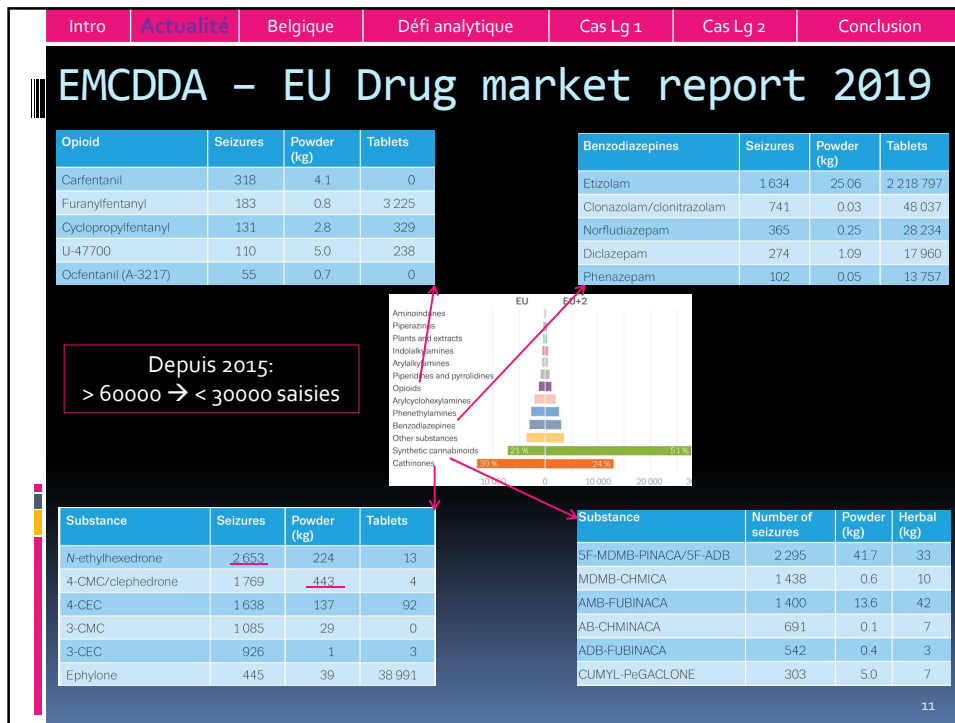 Intro Actualité Belgique Défi analytique Cas Lg 1 Cas Lg 2 Conclusion
EMCDDA – EU Drug market report 2019
Opioid Seizures Powder (kg) Tablets
Carfentanil 318 4.1 0
Furanylfentanyl 183 0.8 3 225
Cyclopropylfentanyl 131 2.8 329
U-47700 110 5.0 238
Ocfentanil (A-3217) 55 0.7 0
Benzodiazepines Seizures Powder (kg) Tablets
Etizolam 1 634 25.06 2 218 797
Clonazolam/clonitrazolam 741 0.03 48 037
Norfludiazepam 365 0.25 28 234
Diclazepam 274 1.09 17 960
Phenazepam 102 0.05 13 757
Depuis 2015:
> 60000 → < 30000 saisies
EU EU+2
Aminoindanes
Piperazines
Plants and extracts
Indolalkylamines
Arylalkylamines
Piperidines and pyrrolidines
Opioids
Arylcyclohexylamines
Phenethylamines
Benzodiazepines
Other substances
Synthetic cannabinoids 21 % 51 %
Cathinones 39 % 24 %
10 000 0 10 000 20 000
Substance Seizures Powder (kg) Tablets
N-ethylhexedrone 2 653 224 13
4-CMC/clephedrone 1 769 443 4
4-CEC 1 638 137 92
3-CMC 1 085 29 0
3-CEC 926 1 3
Ephylone 445 39 38 991
Substance Number of seizures Powder (kg) Herbal (kg)
5F-MDMB-PINACA/5F-ADB 2 295 41.7 33
MDMB-CHMICA 1 438 0.6 10
AMB-FUBINACA 1 400 13.6 42
AB-CHMINACA 691 0.1 7
ADB-FUBINACA 542 0.4 3
CUMYL-PeGACLONE 303 5.0 7
11